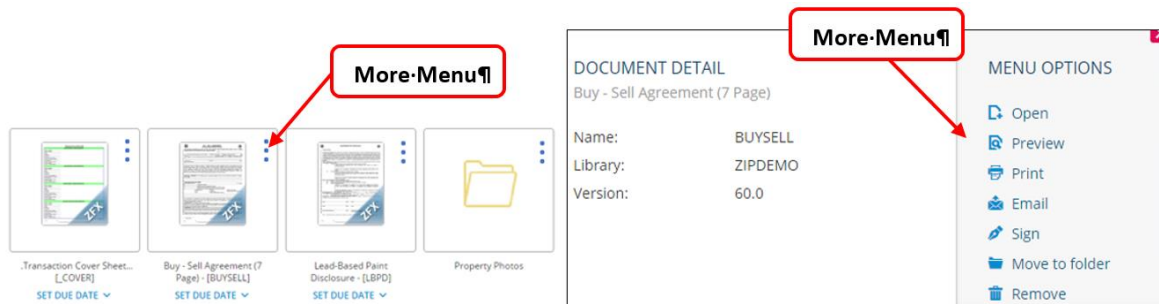 More·Menu¶
.Transaction Cover Sheet...
[_COVER]
SET DUE DATE
Buy - Sell Agreement (7
Page) - [BUYSELL]
SET DUE DATE
Lead-Based Paint
Disclosure - [LBPD]
SET DUE DATE
Property Photos
ZFX
ZFX
ZFX
More·Menu¶
DOCUMENT DETAIL
Buy - Sell Agreement (7 Page)
Name: BUYSELL
Library: ZIPDEMO
Version: 60.0
MENU OPTIONS
Open
Preview
Print
Email
Sign
Move to folder
Remove